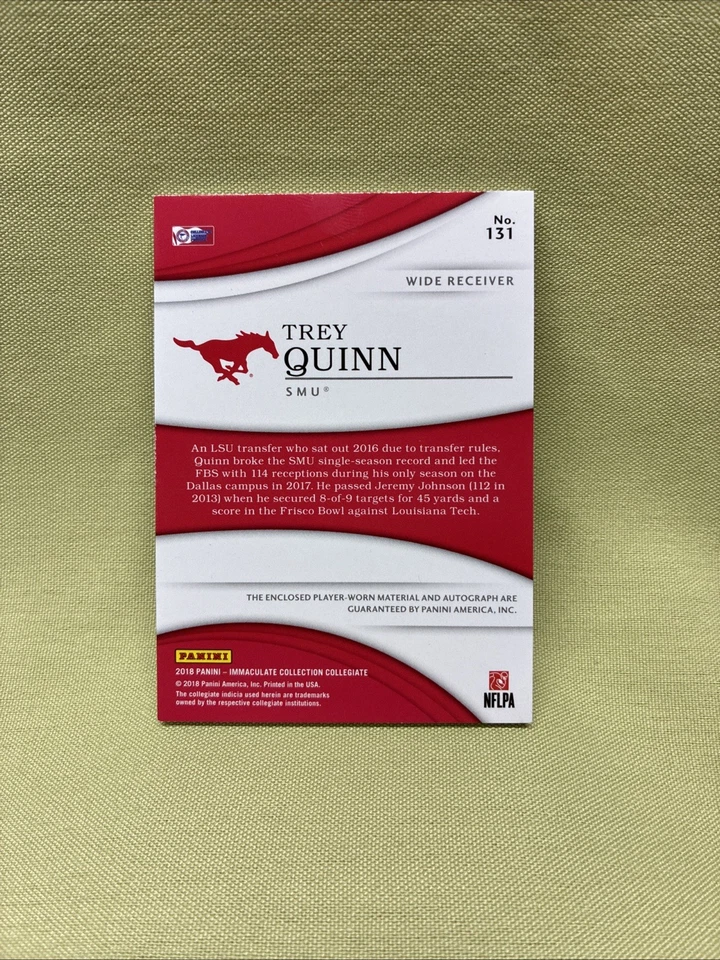 No.
131
WIDE RECEIVER
TREY
QUINN
SMU®
An LSU transfer who sat out 2016 due to transfer rules,
Quinn broke the SMU single-season record and led the
FBS with 114 receptions during his only season on the
Dallas campus in 2017. He passed Jeremy Johnson (112 in
2013) when he secured 8-of-9 targets for 45 yards and a
score in the Frisco Bowl against Louisiana Tech.
THE ENCLOSED PLAYER-WORN MATERIAL AND AUTOGRAPH ARE
GUARANTEED BY PANINI AMERICA, INC.
PANINI
2018 PANINI – IMMACULATE COLLECTION COLLEGIATE
© 2018 Panini America, Inc. Printed in the USA.
The collegiate indicia used herein are trademarks
owned by the respective collegiate institutions.
NFLPA